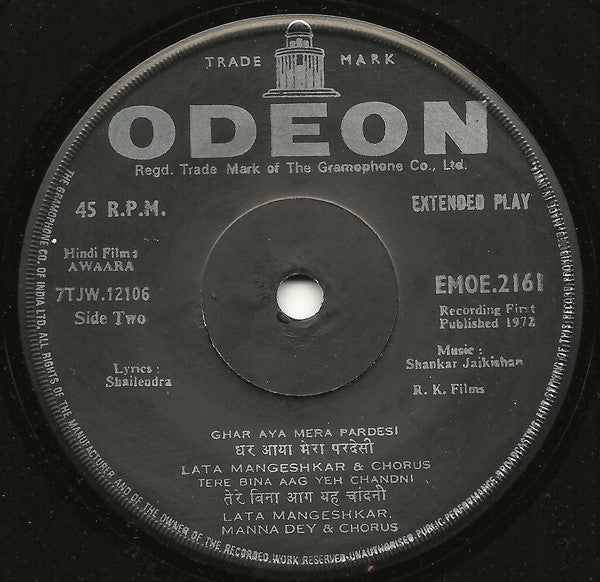 TRADE MARK
ODEON
Regd. Trade Mark of The Gramophone Co., Ltd.
45 R.P.M.
EXTENDED PLAY
Hindi Films
AWAARA
7TJW.12106
Side Two
EMOE.2161
Recording First
Published 1972
Lyrics:
Shailendra
Music:
Shankar Jaikishan
R. K. Films
GHAR AYA MERA PARDESI
घर आया मेरा परदेसी
LATA MANGESHKAR & CHORUS
TERE BINA AAG YEH CHANDNI
तेरे बिना आग यह चांदनी
LATA MANGESHKAR,
MANNA DEY & CHORUS
THE GRAMOPHONE CO. OF INDIA LTD. ALL RIGHTS OF THE MANUFACTURER AND OF THE OWNER OF THE RECORDED WORK RESERVED-UNAUTHORISED PUBLIC PERFORMANCE, BROADCASTING AND COPYING OF THIS RECORD